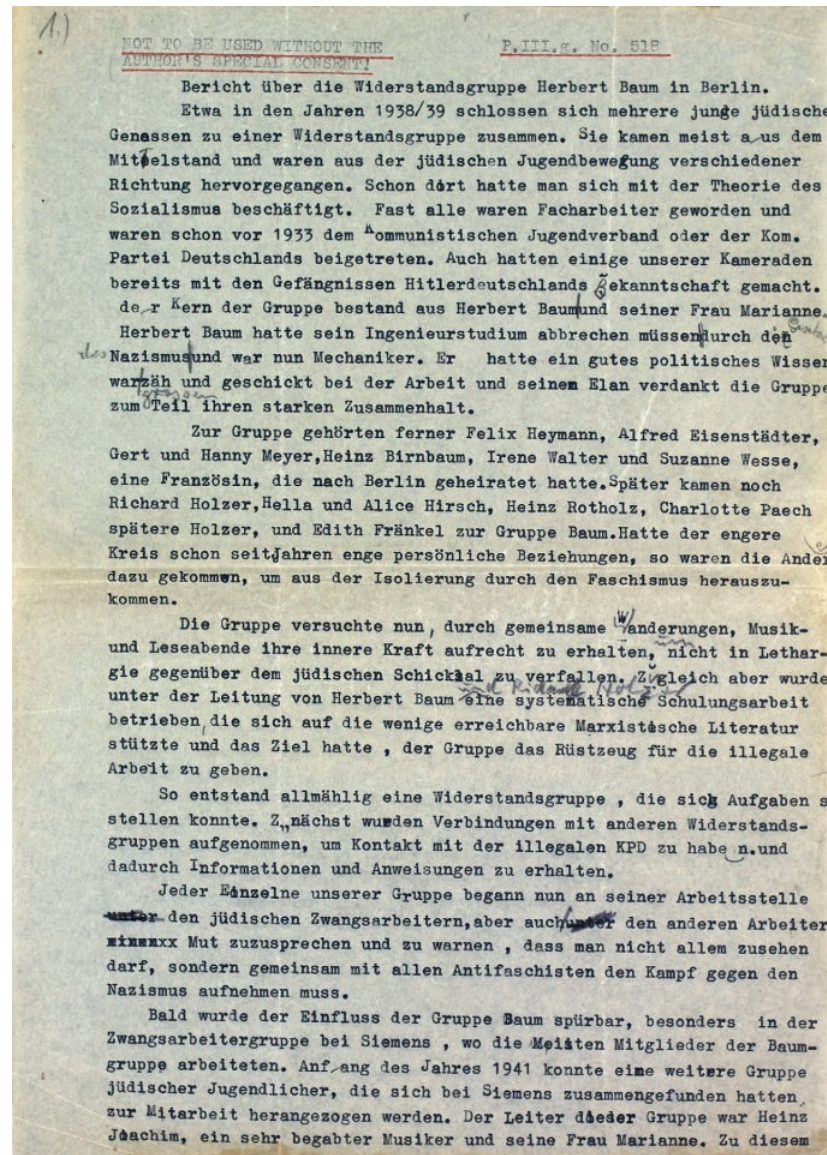 1.)
NOT TO BE USED WITHOUT THE P.III.g. No. 518
AUTHOR'S SPECIAL CONSENT!
Bericht über die Widerstandsgruppe Herbert Baum in Berlin.
Etwa in den Jahren 1938/39 schlossen sich mehrere junge jüdische
Genossen zu einer Widerstandsgruppe zusammen. Sie kamen meist aus dem
Mittelstand und waren aus der jüdischen Jugendbewegung verschiedener
Richtung hervorgegangen. Schon dort hatte man sich mit der Theorie des
Sozialismus beschäftigt. Fast alle waren Facharbeiter geworden und
waren schon vor 1933 dem Kommunistischen Jugendverband oder der Kom.
Partei Deutschlands beigetreten. Auch hatten einige unserer Kameraden
bereits mit den Gefängnissen Hitlerdeutschlands Bekanntschaft gemacht.
der Kern der Gruppe bestand aus Herbert Baum und seiner Frau Marianne.
Herbert Baum hatte sein Ingenieurstudium abbrechen müssen durch den
des Nazismus und war nun Mechaniker. Er hatte ein gutes politisches Wissen
war zäh und geschickt bei der Arbeit und seinem Elan verdankt die Gruppe
zum grossen Teil ihren starken Zusammenhalt.
Zur Gruppe gehörten ferner Felix Heymann, Alfred Eisenstädter,
Gert und Hanny Meyer,Heinz Birnbaum, Irene Walter und Suzanne Wesse,
eine Französin, die nach Berlin geheiratet hatte.Später kamen noch
Richard Holzer,Hella und Alice Hirsch, Heinz Rotholz, Charlotte Paech
spätere Holzer, und Edith Fränkel zur Gruppe Baum.Hatte der engere
Kreis schon seit Jahren enge persönliche Beziehungen, so waren die Ander
dazu gekommen, um aus der Isolierung durch den Faschismus herauszu-
kommen.
Die Gruppe versuchte nun, durch gemeinsame Wanderungen, Musik-
und Leseabende ihre innere Kraft aufrecht zu erhalten, um nicht in Lethar-
gie gegenüber dem jüdischen Schicksal zu verfallen. Zugleich aber wurde
unter der Leitung von Herbert Baum und Richard Holzer eine systematische Schulungsarbeit
betrieben, die sich auf die wenige erreichbare Marxistische Literatur
stützte und das Ziel hatte , der Gruppe das Rüstzeug für die illegale
Arbeit zu geben.
So entstand allmählig eine Widerstandsgruppe , die sich Aufgaben s
stellen konnte. Zunächst wurden Verbindungen mit anderen Widerstands-
gruppen aufgenommen, um Kontakt mit der illegalen KPD zu haben.und
dadurch Informationen und Anweisungen zu erhalten.
Jeder Einzelne unserer Gruppe begann nun an seiner Arbeitsstelle
den jüdischen Zwangsarbeitern,aber auch den anderen Arbeiter
Mut zuzusprechen und zu warnen , dass man nicht allem zusehen
darf, sondern gemeinsam mit allen Antifaschisten den Kampf gegen den
Nazismus aufnehmen muss.
Bald wurde der Einfluss der Gruppe Baum spürbar, besonders in der
Zwangsarbeitergruppe bei Siemens , wo die Meisten Mitglieder der Baum-
gruppe arbeiteten. Anfang des Jahres 1941 konnte eine weitere Gruppe
jüdischer Jugendlicher, die sich bei Siemens zusammengefunden hatten,
zur Mitarbeit herangezogen werden. Der Leiter dieser Gruppe war Heinz
Joachim, ein sehr begabter Musiker und seine Frau Marianne. Zu diesem